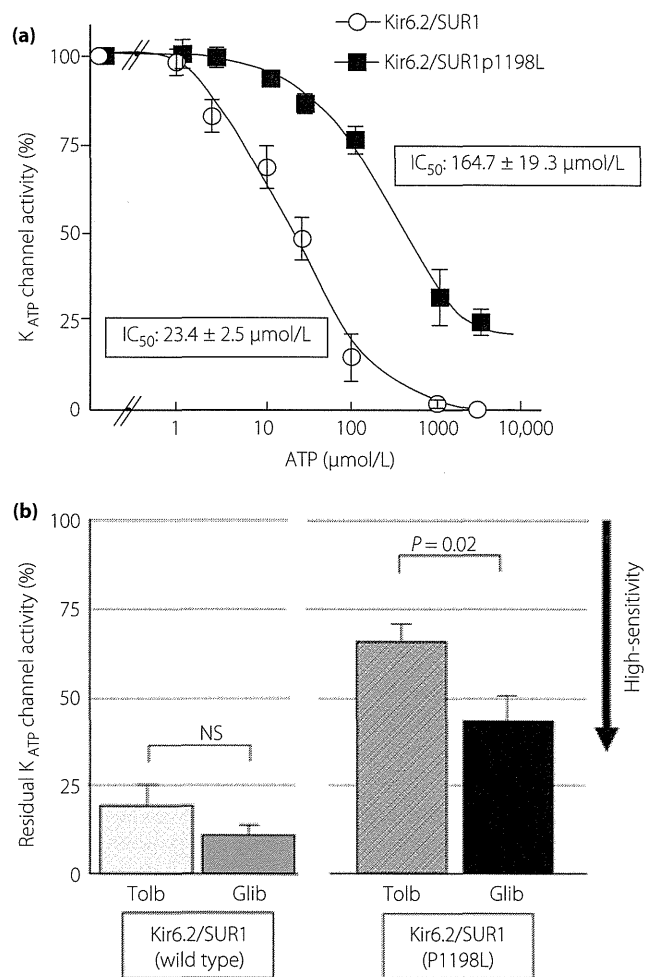 (a)
Kir6.2/SUR1
Kir6.2/SUR1p1198L
K ATP channel activity (%)
100
75
50
25
0
IC50: 164.7 ± 19 .3 µmol/L
IC50: 23.4 ± 2.5 µmol/L
1 10 100 1000 10,000
ATP (µmol/L)
(b)
Residual K ATP channel activity (%)
100
75
50
25
0
NS
P = 0.02
High-sensitivity
Tolb Glib Tolb Glib
Kir6.2/SUR1
(wild type)
Kir6.2/SUR1
(P1198L)